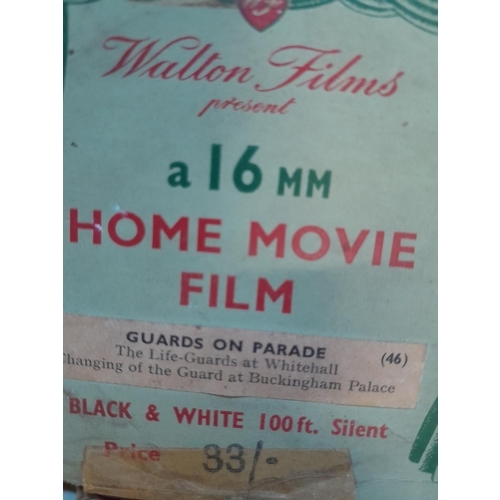 Walton Films
present
a 16 MM
HOME MOVIE
FILM
GUARDS ON PARADE (46)
The Life-Guards at Whitehall
Changing of the Guard at Buckingham Palace
BLACK & WHITE 100ft. Silent
Price 33/-